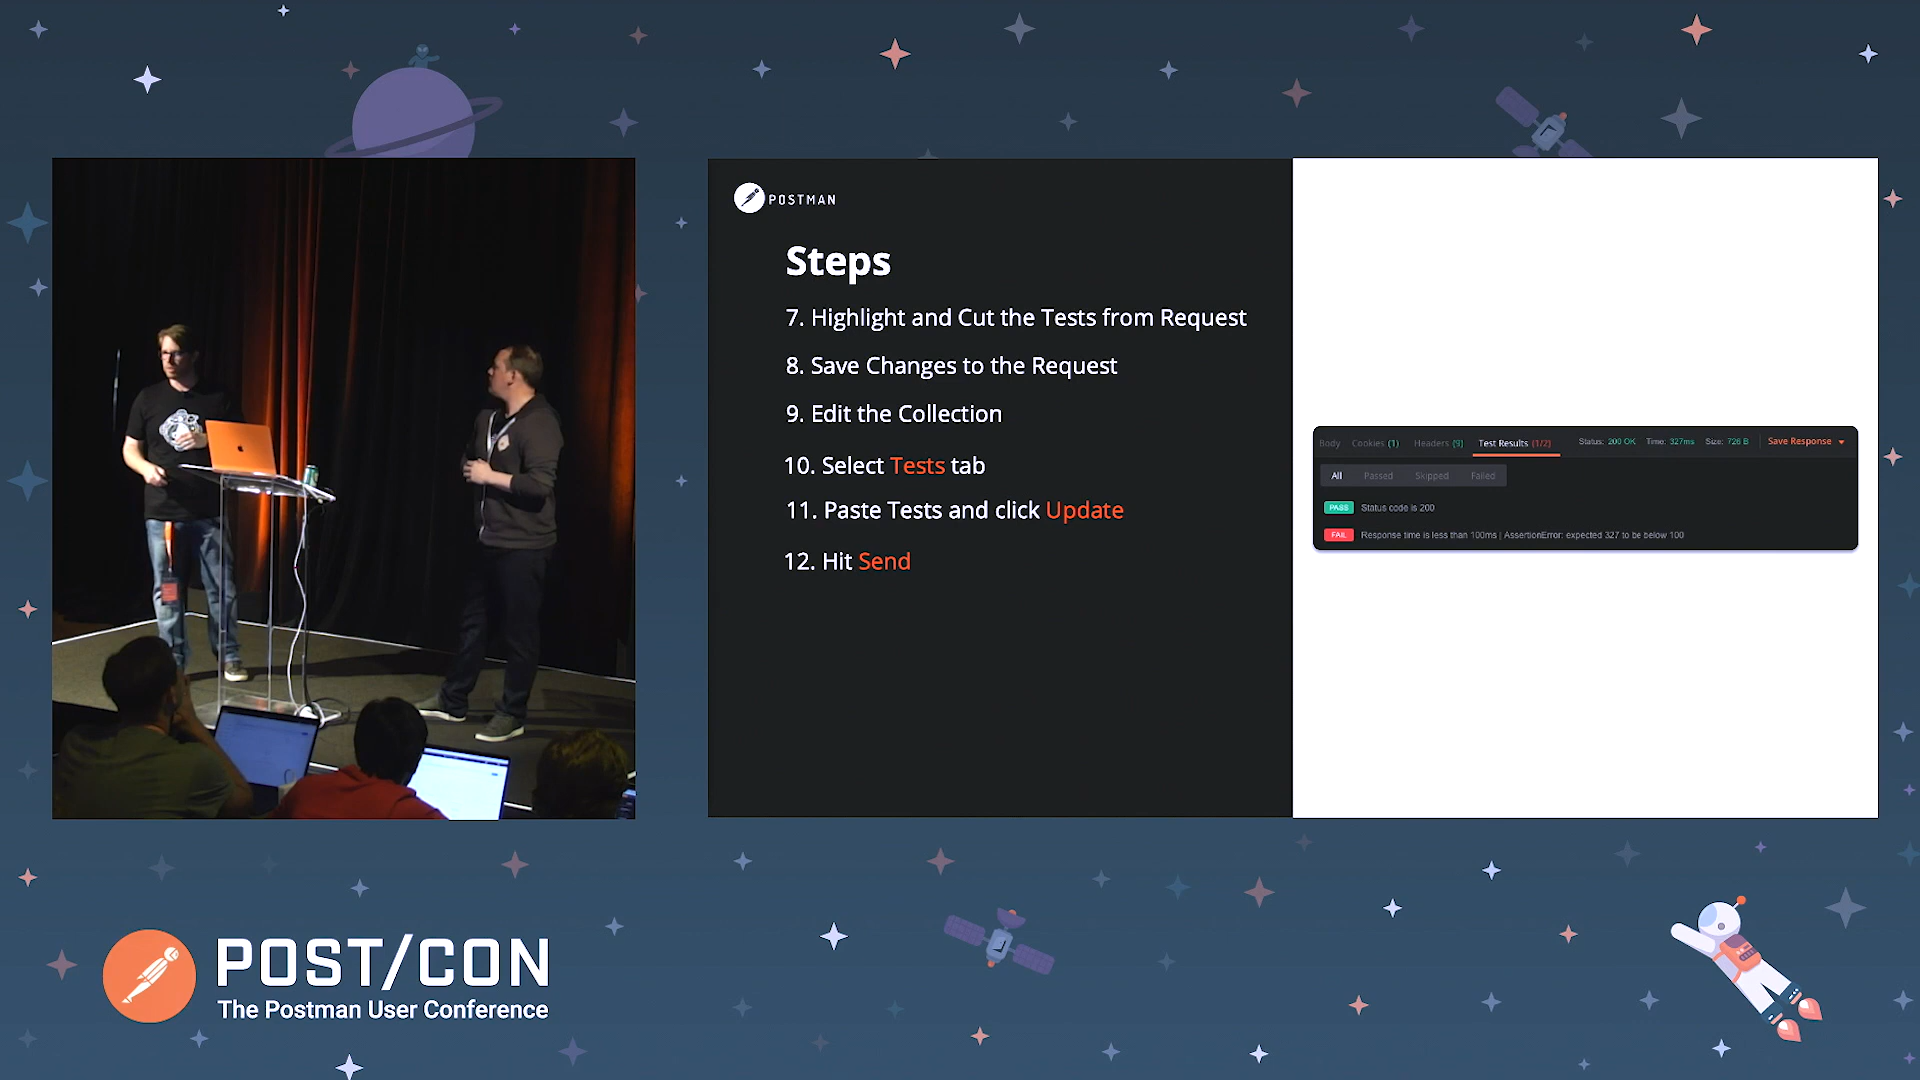 POSTMAN
Steps
7. Highlight and Cut the Tests from Request
8. Save Changes to the Request
9. Edit the Collection
10. Select Tests tab
11. Paste Tests and click Update
12. Hit Send
Body Cookies (1) Headers (9) Test Results (1/2) Status: 200 OK Time: 327ms Size: 726 B Save Response
All Passed Skipped Failed
PASS Status code is 200
FAIL Response time is less than 100ms | AssertionError: expected 327 to be below 100
POST/CON
The Postman User Conference